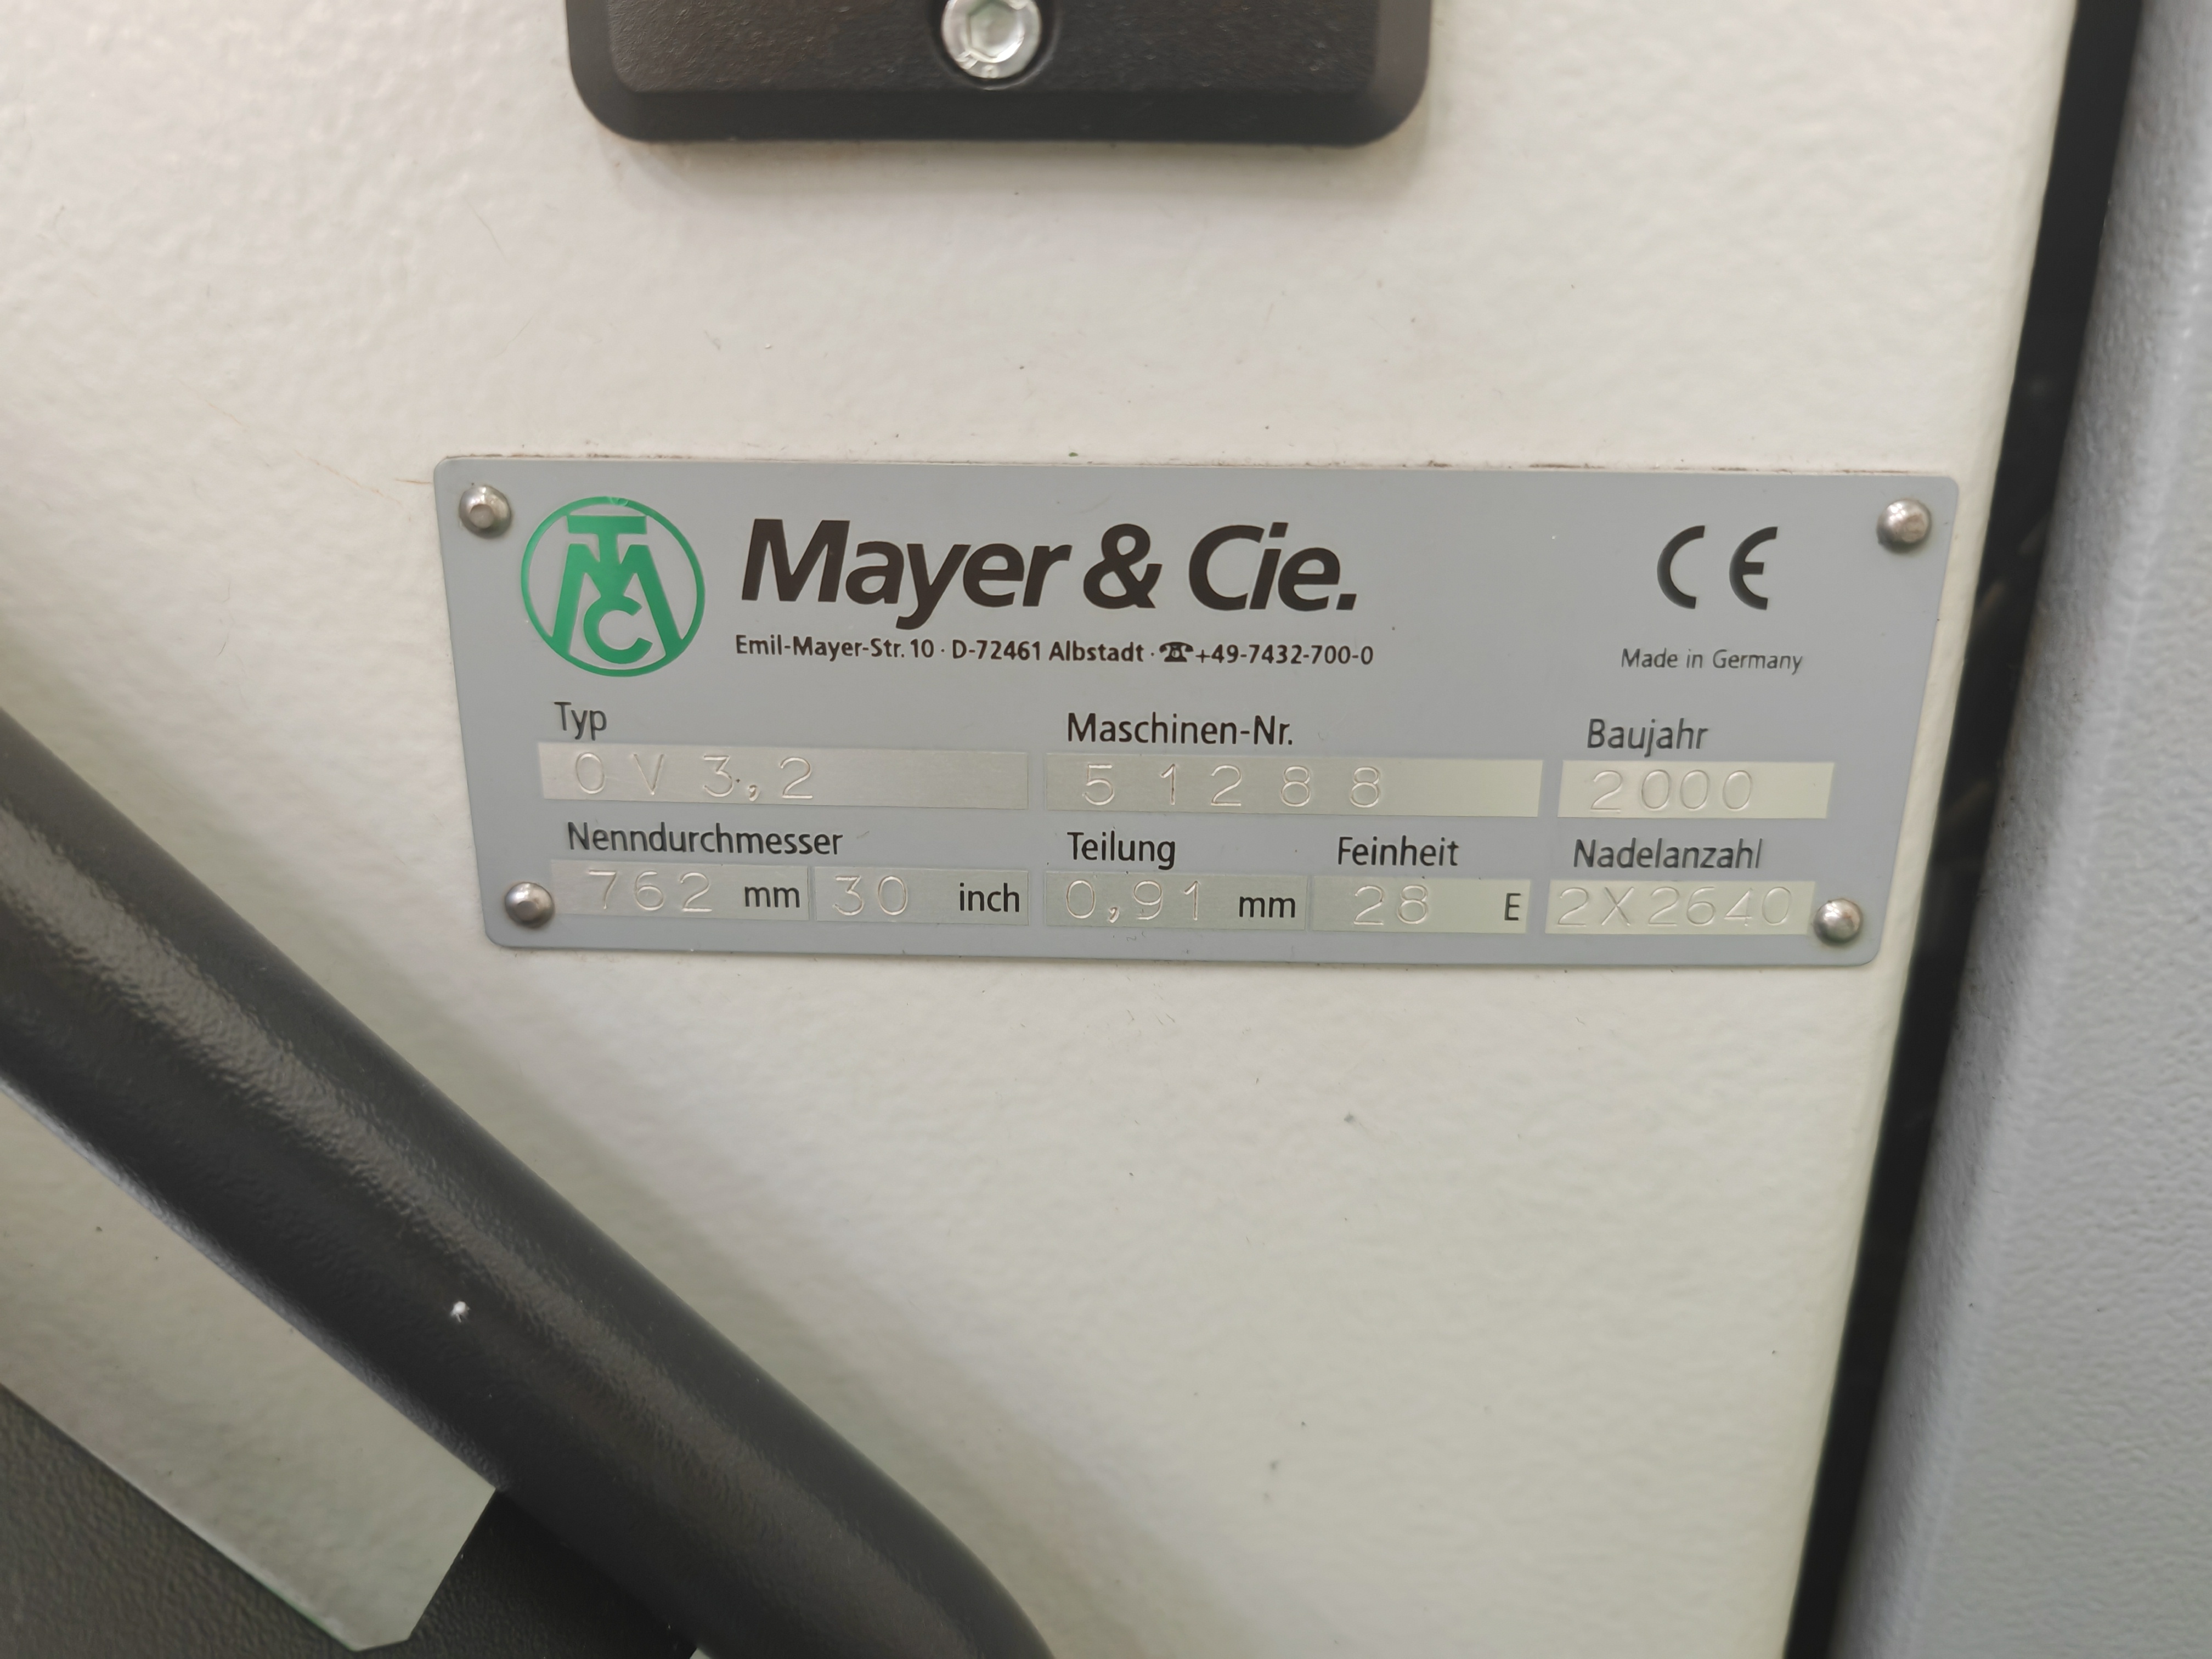 TMC
Mayer & Cie.
CE
Emil-Mayer-Str. 10 · D-72461 Albstadt · ☎+49-7432-700-0
Made in Germany
Typ Maschinen-Nr. Baujahr
OV 3,2 51288 2000
Nenndurchmesser Teilung Feinheit Nadelanzahl
762 mm 30 inch 0,91 mm 28 E 2X2640